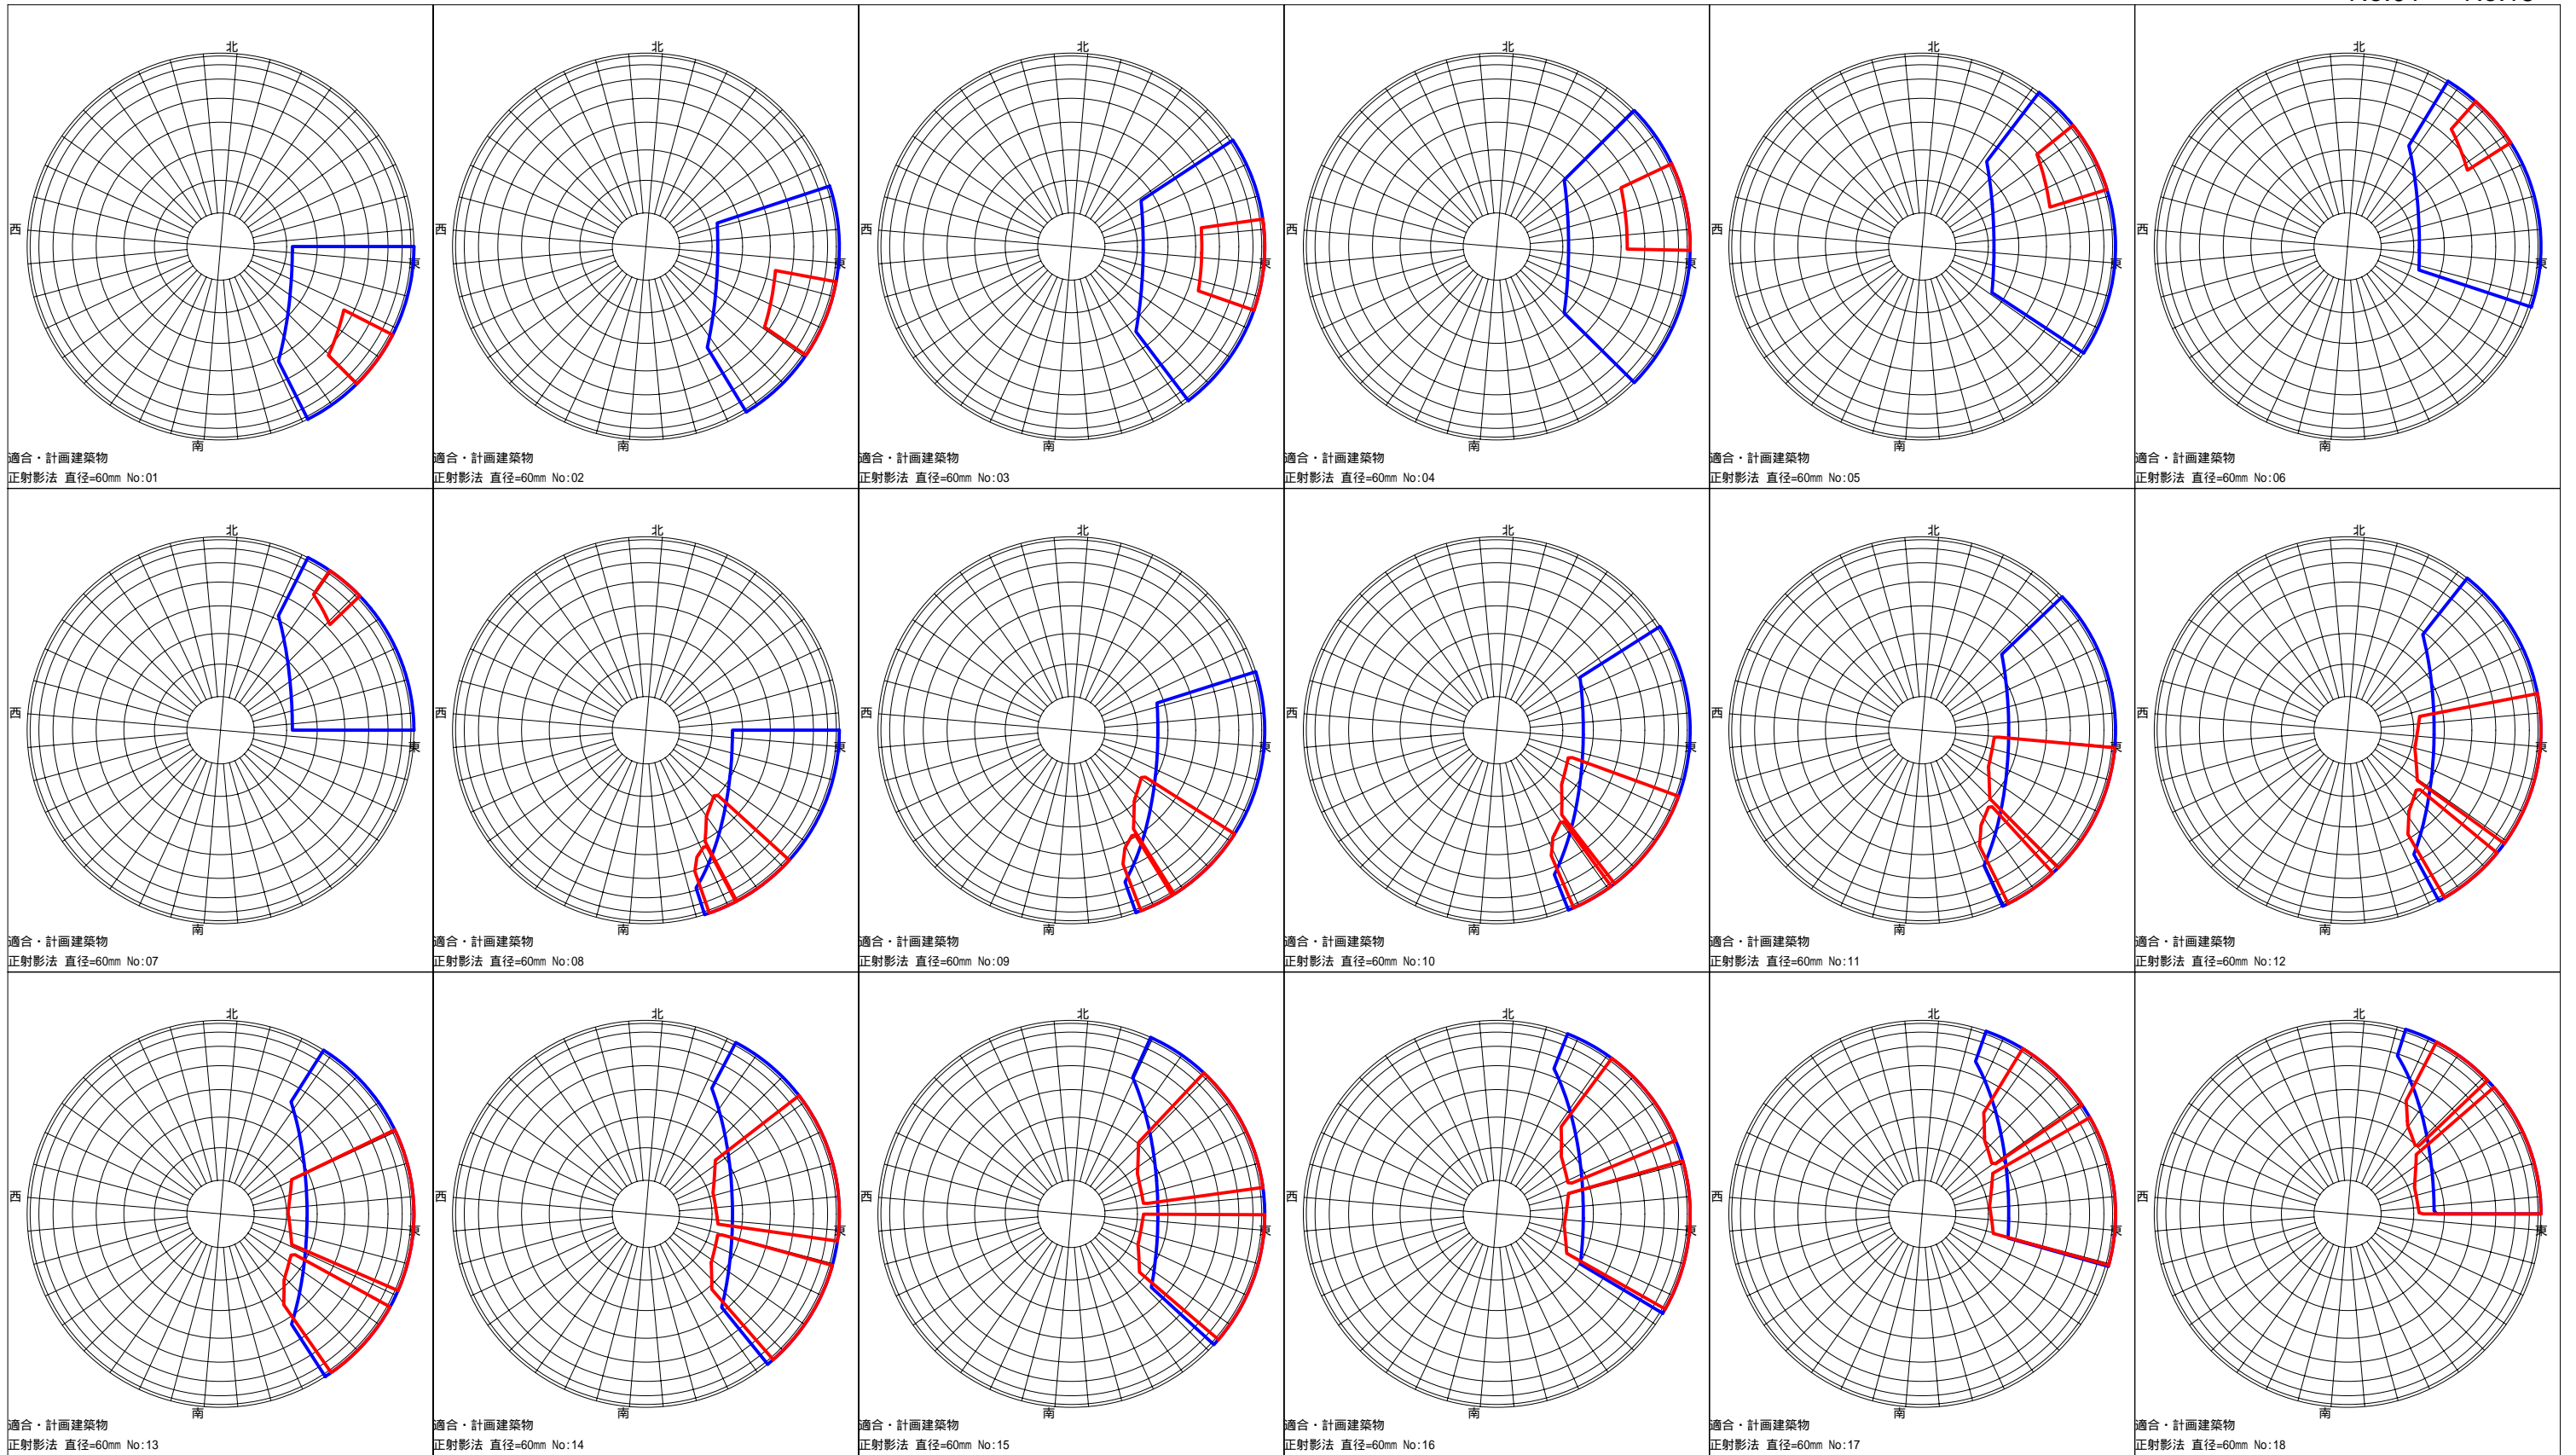 北
西
東
南
適合・計画建築物
正射影法 直径=60㎜ No:01
北
西
東
南
適合・計画建築物
正射影法 直径=60㎜ No:02
北
西
東
南
適合・計画建築物
正射影法 直径=60㎜ No:03
北
西
東
南
適合・計画建築物
正射影法 直径=60㎜ No:04
北
西
東
南
適合・計画建築物
正射影法 直径=60㎜ No:05
北
西
東
南
適合・計画建築物
正射影法 直径=60㎜ No:06
北
西
東
南
適合・計画建築物
正射影法 直径=60㎜ No:07
北
西
東
南
適合・計画建築物
正射影法 直径=60㎜ No:08
北
西
東
南
適合・計画建築物
正射影法 直径=60㎜ No:09
北
西
東
南
適合・計画建築物
正射影法 直径=60㎜ No:10
北
西
東
南
適合・計画建築物
正射影法 直径=60㎜ No:11
北
西
東
南
適合・計画建築物
正射影法 直径=60㎜ No:12
北
西
東
南
適合・計画建築物
正射影法 直径=60㎜ No:13
北
西
東
南
適合・計画建築物
正射影法 直径=60㎜ No:14
北
西
東
南
適合・計画建築物
正射影法 直径=60㎜ No:15
北
西
東
南
適合・計画建築物
正射影法 直径=60㎜ No:16
北
西
東
南
適合・計画建築物
正射影法 直径=60㎜ No:17
北
西
東
南
適合・計画建築物
正射影法 直径=60㎜ No:18